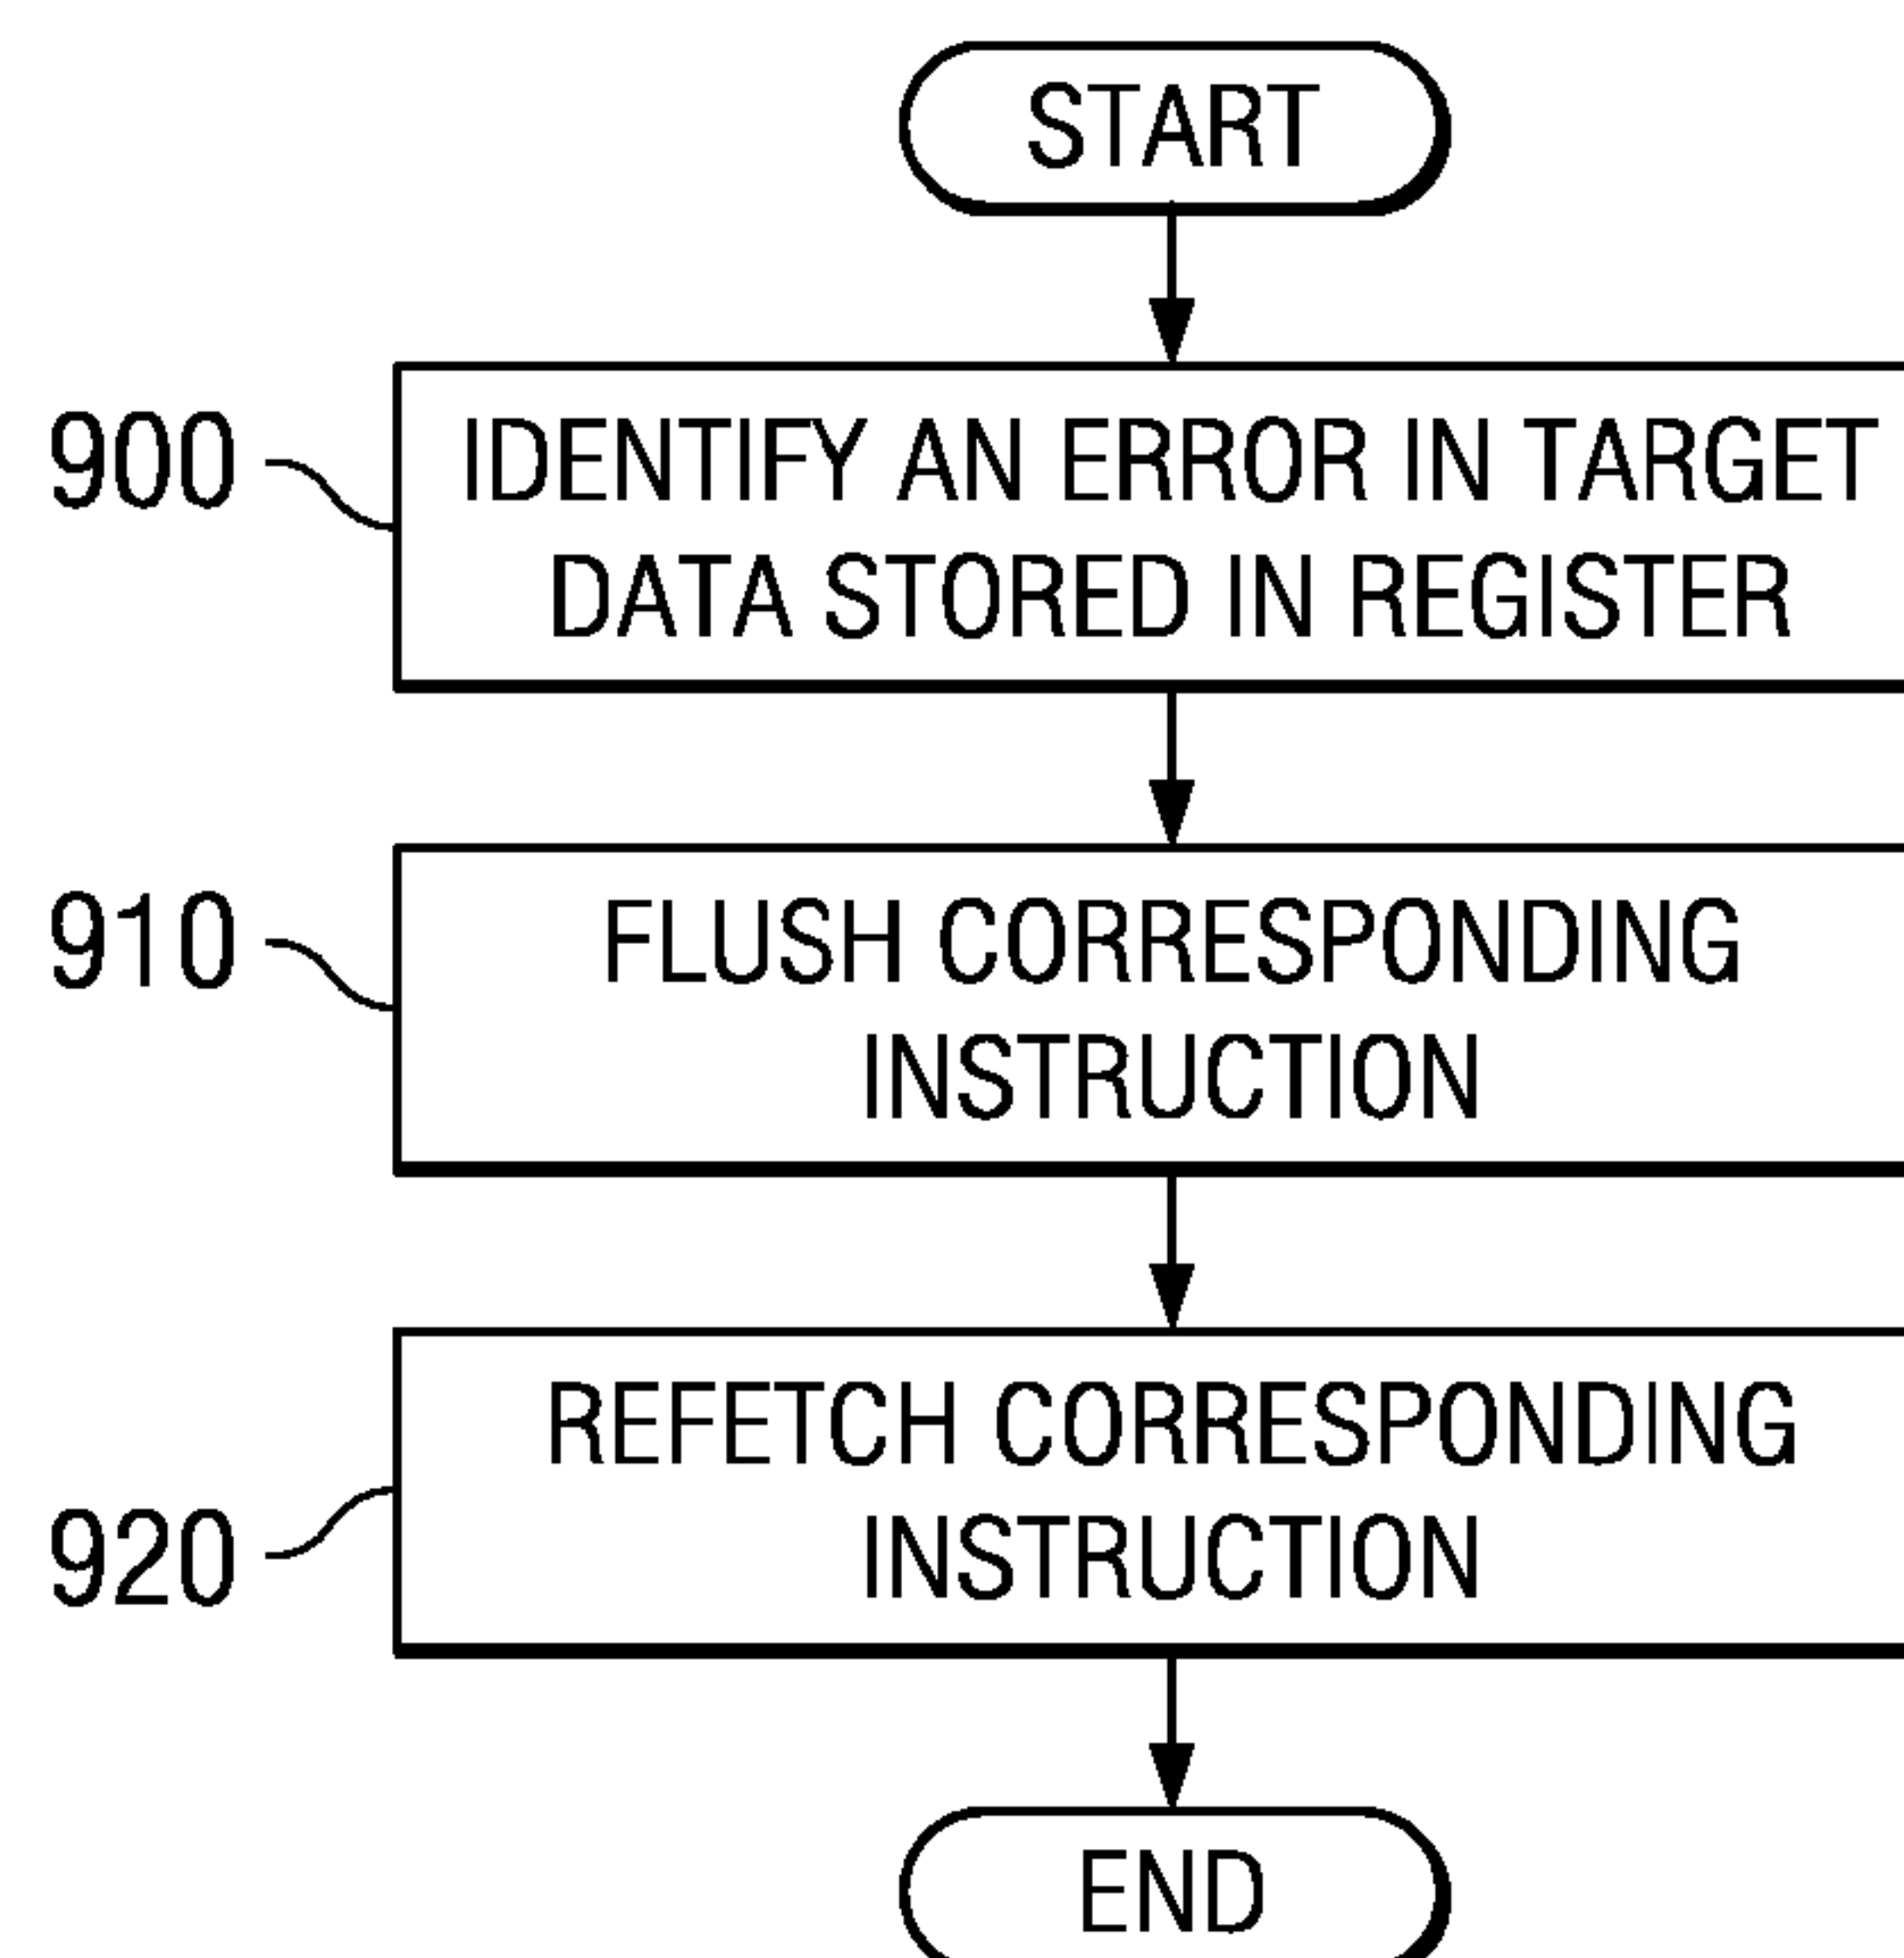 START
900
IDENTIFY AN ERROR IN TARGET
DATA STORED IN REGISTER
910
FLUSH CORRESPONDING
INSTRUCTION
REFETCH CORRESPONDING
920
INSTRUCTION
END